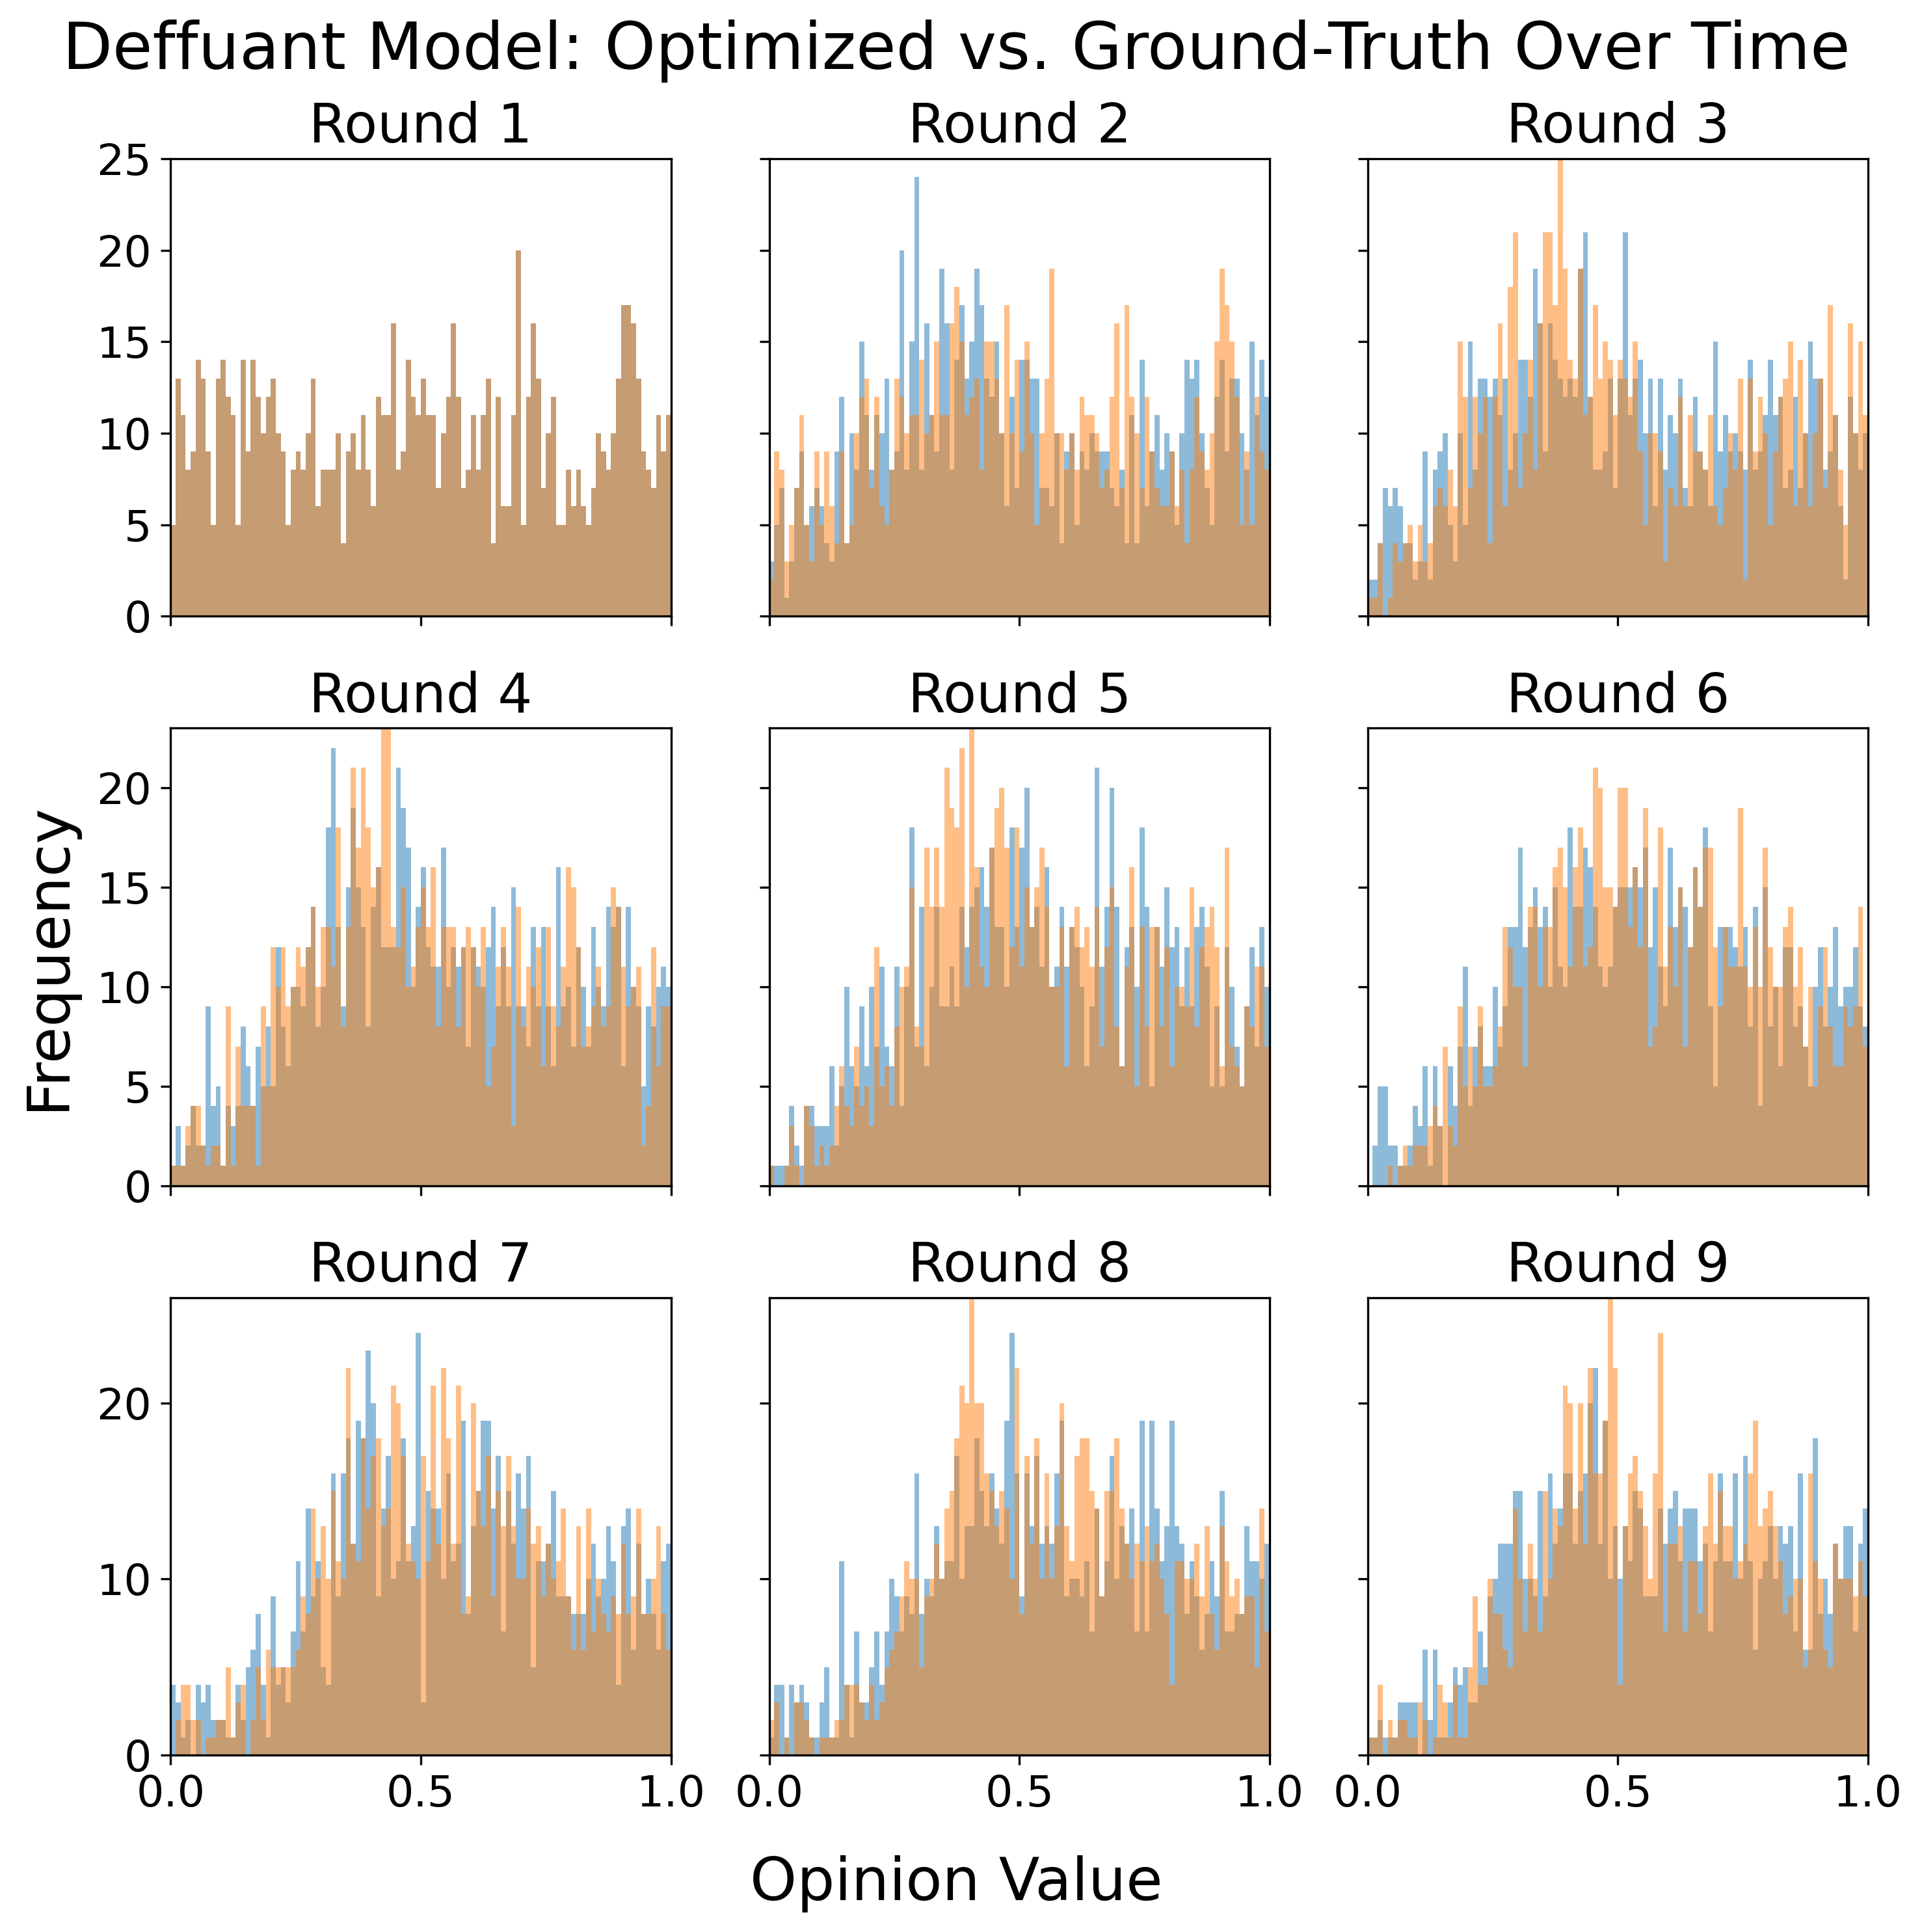 Deffuant Model: Optimized vs. Ground-Truth Over Time
Round 1
Round 2
Round 3
25
20
15
10
5
0
Round 4
Round 5
Round 6
Frequency
20
15
10
5
0
Round 7
Round 8
Round 9
20
10
0
0.0 0.5 1.0
0.0 0.5 1.0
0.0 0.5 1.0
Opinion Value